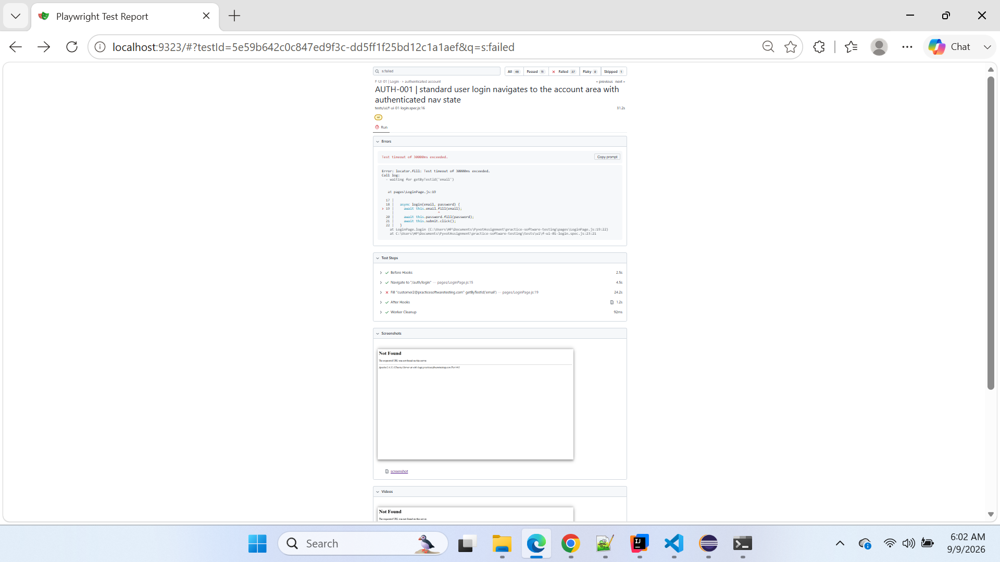 Playwright Test Report
localhost:9323/#?testId=5e59b642c0c847ed9f3c-dd5ff1f25bd12c1a1aef&q=s:failed
Chat
s:failed
All 48 Passed 11 Failed 37 Flaky 0 Skipped 1
F-UI-01 | Login > authenticated account
« previous next »
AUTH-001 | standard user login navigates to the account area with
authenticated nav state
tests/ui/f-ui-01-login.spec.js:16
31.2s
ui
Run
Errors
Test timeout of 30000ms exceeded.
Copy prompt
Error: locator.fill: Test timeout of 30000ms exceeded.
Call log:
- waiting for getByTestId('email')
at pages\LoginPage.js:19
17 |
18 | async login(email, password) {
> 19 | await this.email.fill(email);
| ^
20 | await this.password.fill(password);
21 | await this.submit.click();
22 | }
at LoginPage.login (C:\Users\HP\Documents\PyvotAssignment\practice-software-testing\pages\LoginPage.js:19:22)
at C:\Users\HP\Documents\PyvotAssignment\practice-software-testing\tests\ui\f-ui-01-login.spec.js:23:21
Test Steps
Before Hooks 2.5s
Navigate to "/auth/login" — pages/LoginPage.js:15 4.5s
Fill "customer2@practicesoftwaretesting.com" getByTestId('email') — pages/LoginPage.js:19 24.2s
After Hooks 1.2s
Worker Cleanup 92ms
Screenshots
Not Found
The requested URL was not found on this server.
Apache/2.4.52 (Ubuntu) Server at with-bugs.practicesoftwaretesting.com Port 443
screenshot
Videos
Not Found
The requested URL was not found on this server.
Search
6:02 AM
9/9/2026